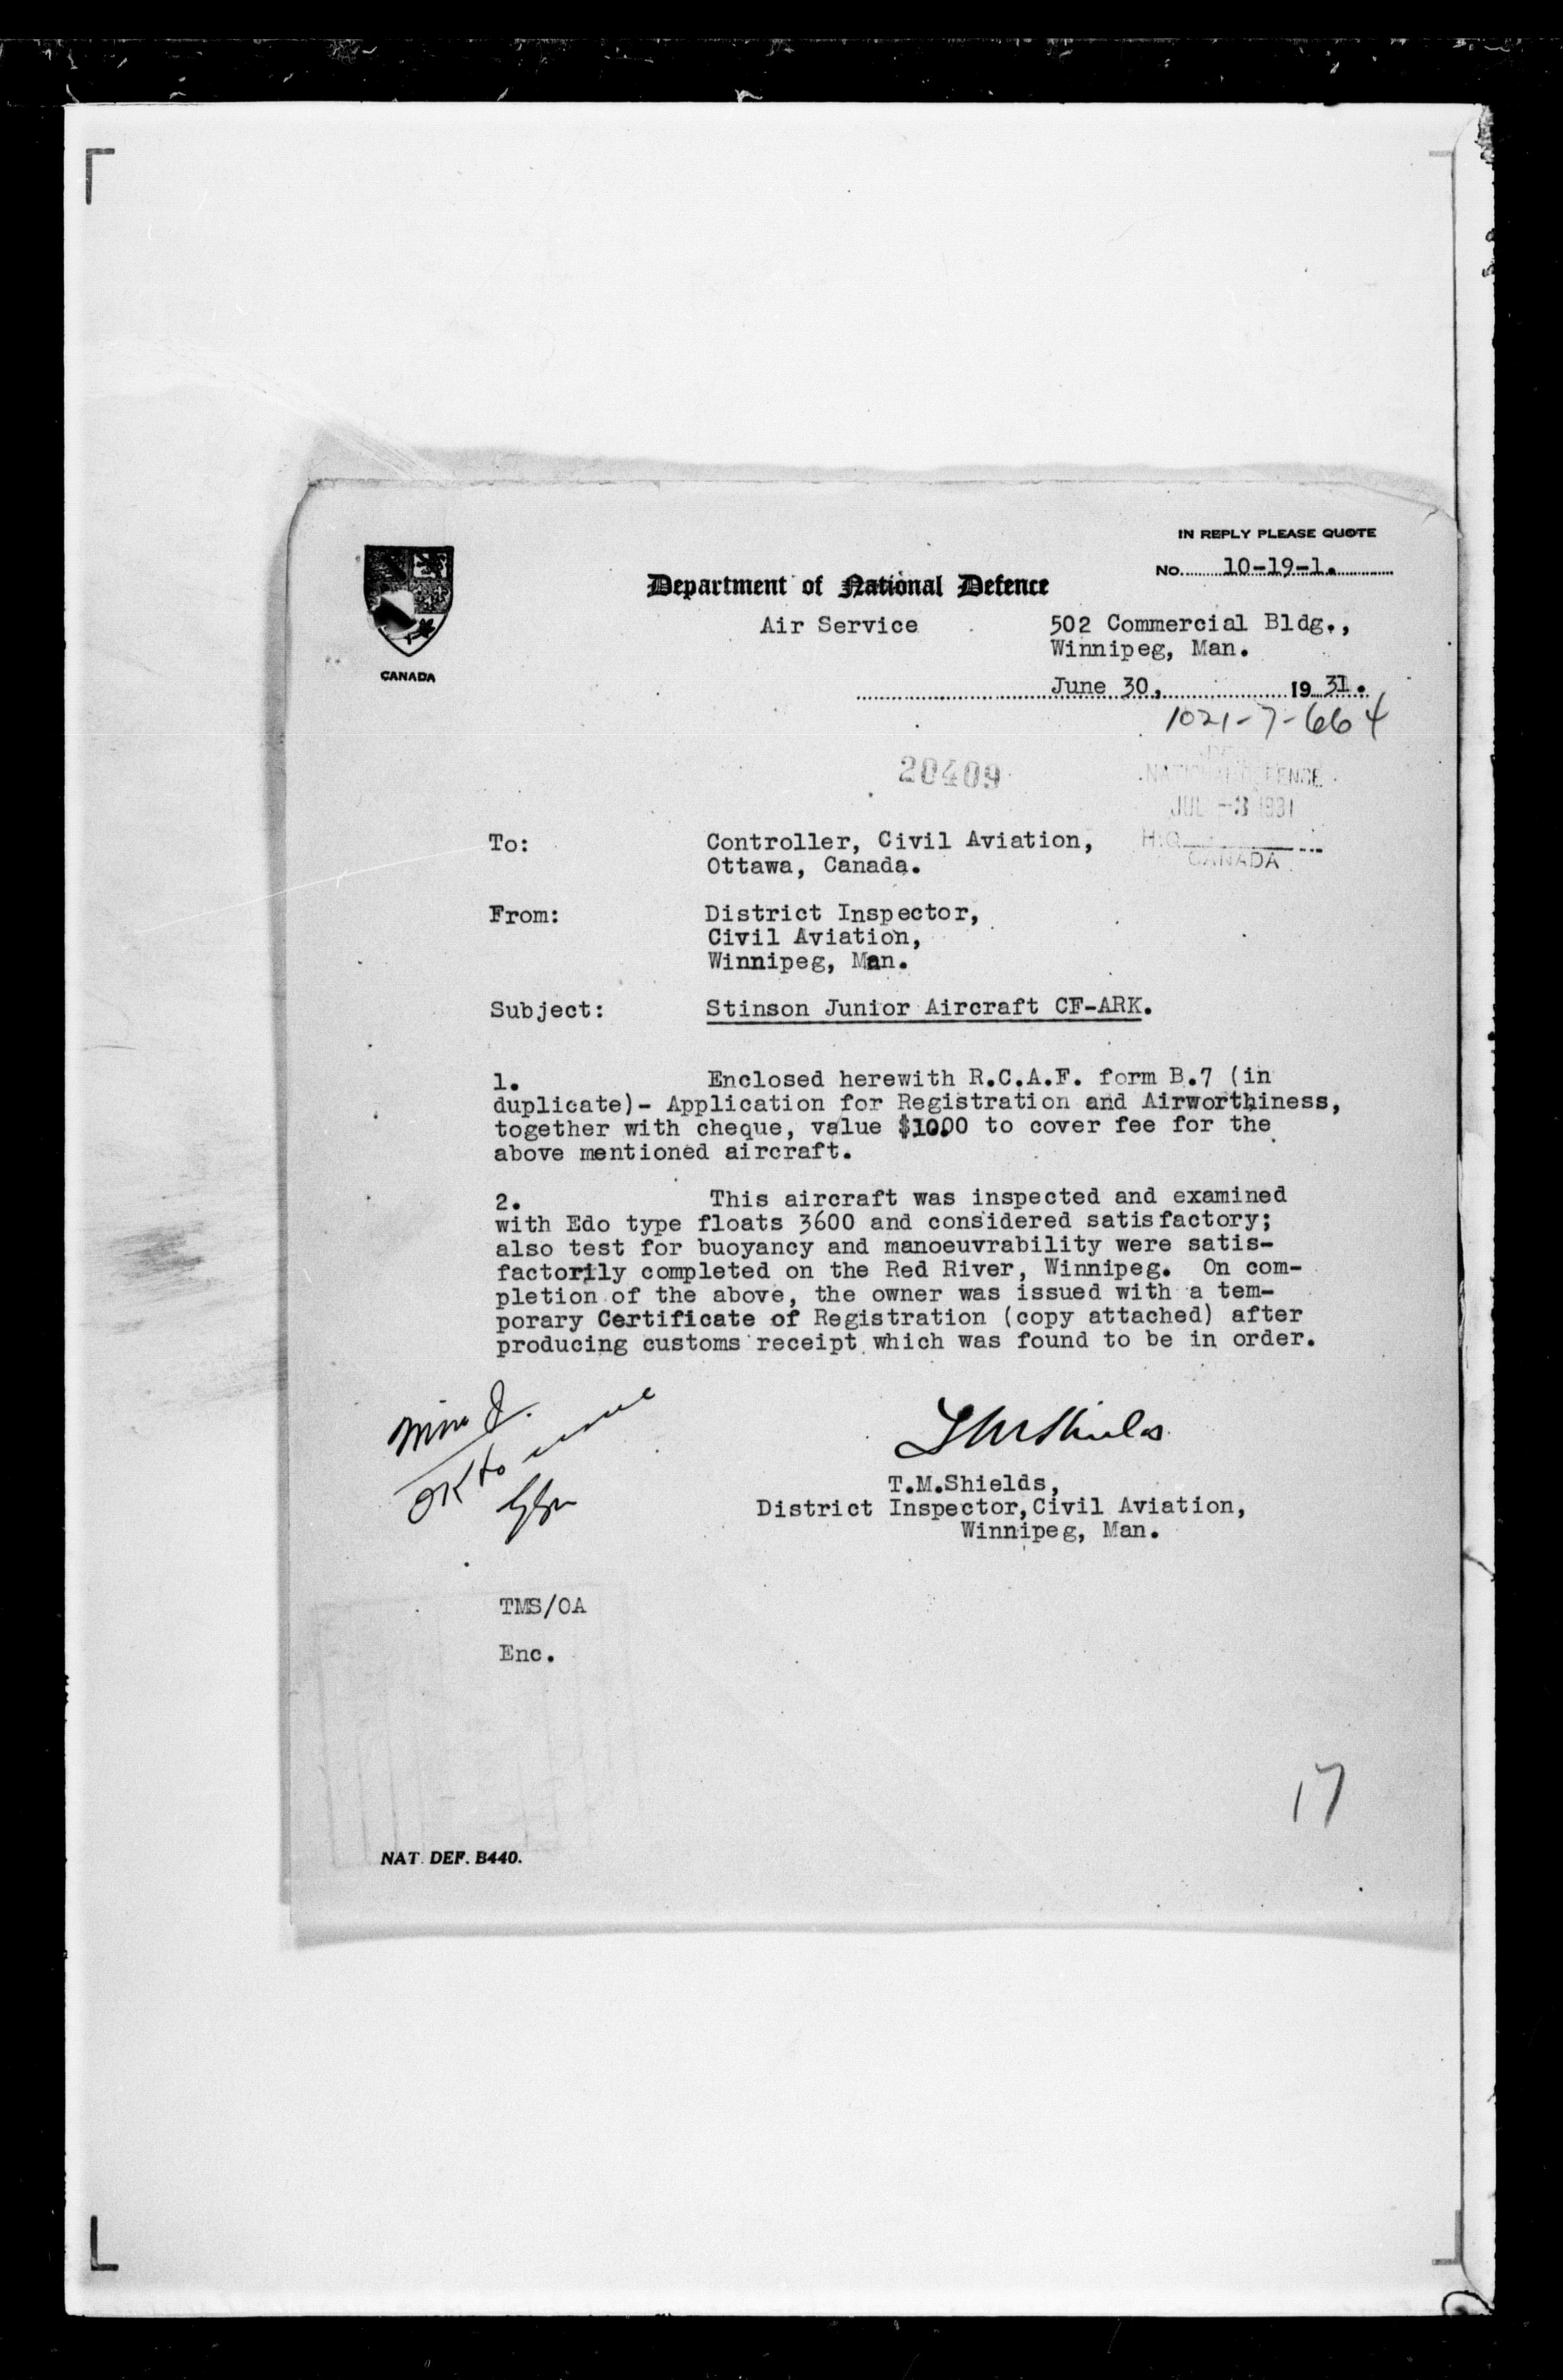 IN REPLY PLEASE QUOTE
No. 10-19-1.
Department of National Defence
Air Service
502 Commercial Bldg.,
Winnipeg, Man.
CANADA
June 30, 1931.
1021-7-664
20409
NATIONAL DEFENCE
JUL -3 1931
H.Q.
CANADA
To: Controller, Civil Aviation,
Ottawa, Canada.
From: District Inspector,
Civil Aviation,
Winnipeg, Man.
Subject: Stinson Junior Aircraft CF-ARK.
1. Enclosed herewith R.C.A.F. form B.7 (in
duplicate)- Application for Registration and Airworthiness,
together with cheque, value $10.00 to cover fee for the
above mentioned aircraft.
2. This aircraft was inspected and examined
with Edo type floats 3600 and considered satisfactory;
also test for buoyancy and manoeuvrability were satis-
factorily completed on the Red River, Winnipeg. On com-
pletion of the above, the owner was issued with a tem-
porary Certificate of Registration (copy attached) after
producing customs receipt which was found to be in order.
OK to issue
TMShields
T.M.Shields,
District Inspector,Civil Aviation,
Winnipeg, Man.
TMS/OA
Enc.
17
NAT. DEF. B440.